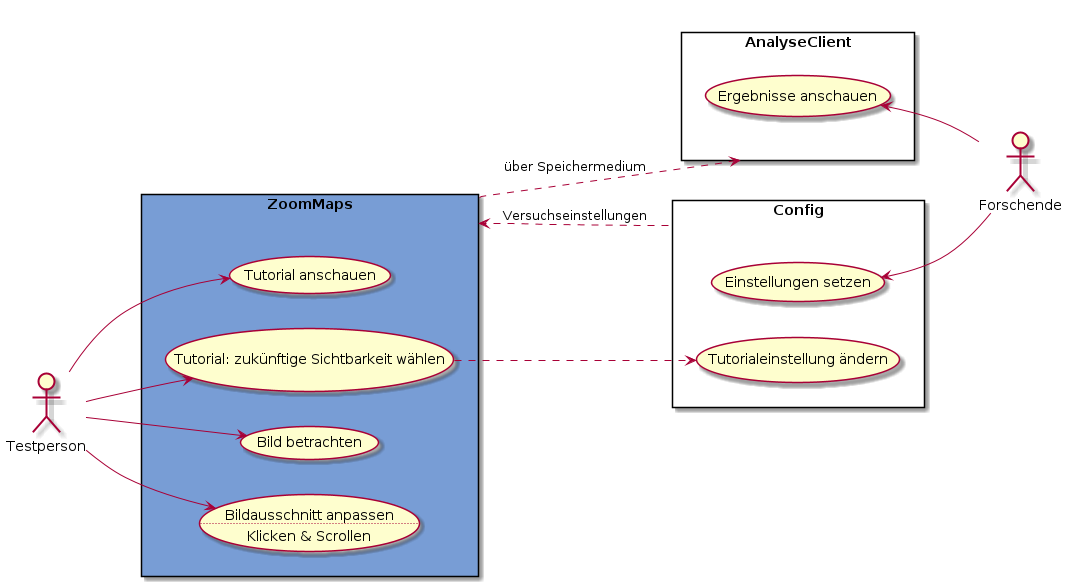 AnalyseClient
Ergebnisse anschauen
Forschende
über Speichermedium
ZoomMaps
Versuchseinstellungen
Config
Tutorial anschauen
Einstellungen setzen
Tutorial: zukünftige Sichtbarkeit wählen
Tutorialeinstellung ändern
Testperson
Bild betrachten
Bildausschnitt anpassen
Klicken & Scrollen